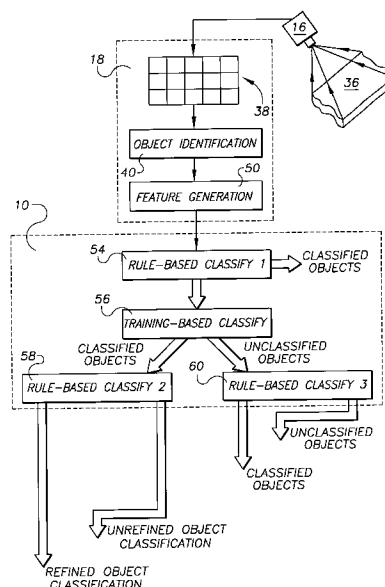 16
18
36
38
OBJECT IDENTIFICATION
40
50
FEATURE GENERATION
10
54
RULE-BASED CLASSIFY 1
CLASSIFIED
OBJECTS
56
TRAINING-BASED CLASSIFY
CLASSIFIED
OBJECTS
UNCLASSIFIED
OBJECTS
58
RULE-BASED CLASSIFY 2
60
RULE-BASED CLASSIFY 3
UNCLASSIFIED
OBJECTS
CLASSIFIED
OBJECTS
UNREFINED OBJECT
CLASSIFICATION
REFINED OBJECT
CLASSIFICATION